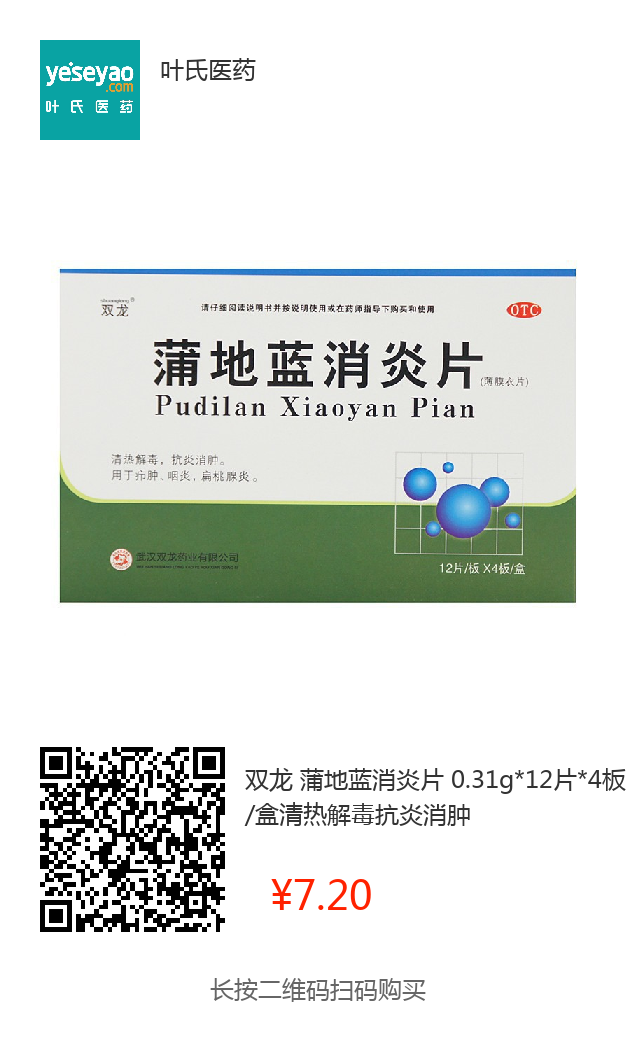 yeseyao
.com
叶氏医药
叶氏医药
shuanglong®
双龙
请仔细阅读说明书并按说明使用或在药师指导下购买和使用
OTC
蒲地蓝消炎片(薄膜衣片)
Pudilan Xiaoyan Pian
清热解毒，抗炎消肿。
用于疖肿、咽炎，扁桃腺炎。
武汉双龙药业有限公司
12片/板 X4板/盒
双龙 蒲地蓝消炎片 0.31g*12片*4板
/盒清热解毒抗炎消肿
¥7.20
长按二维码扫码购买